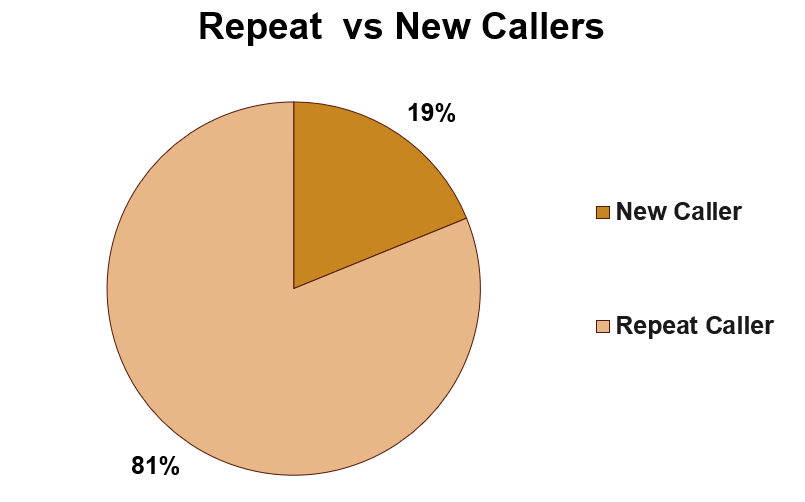 Repeat  vs New Callers
19%
New Caller
Repeat Caller
81%